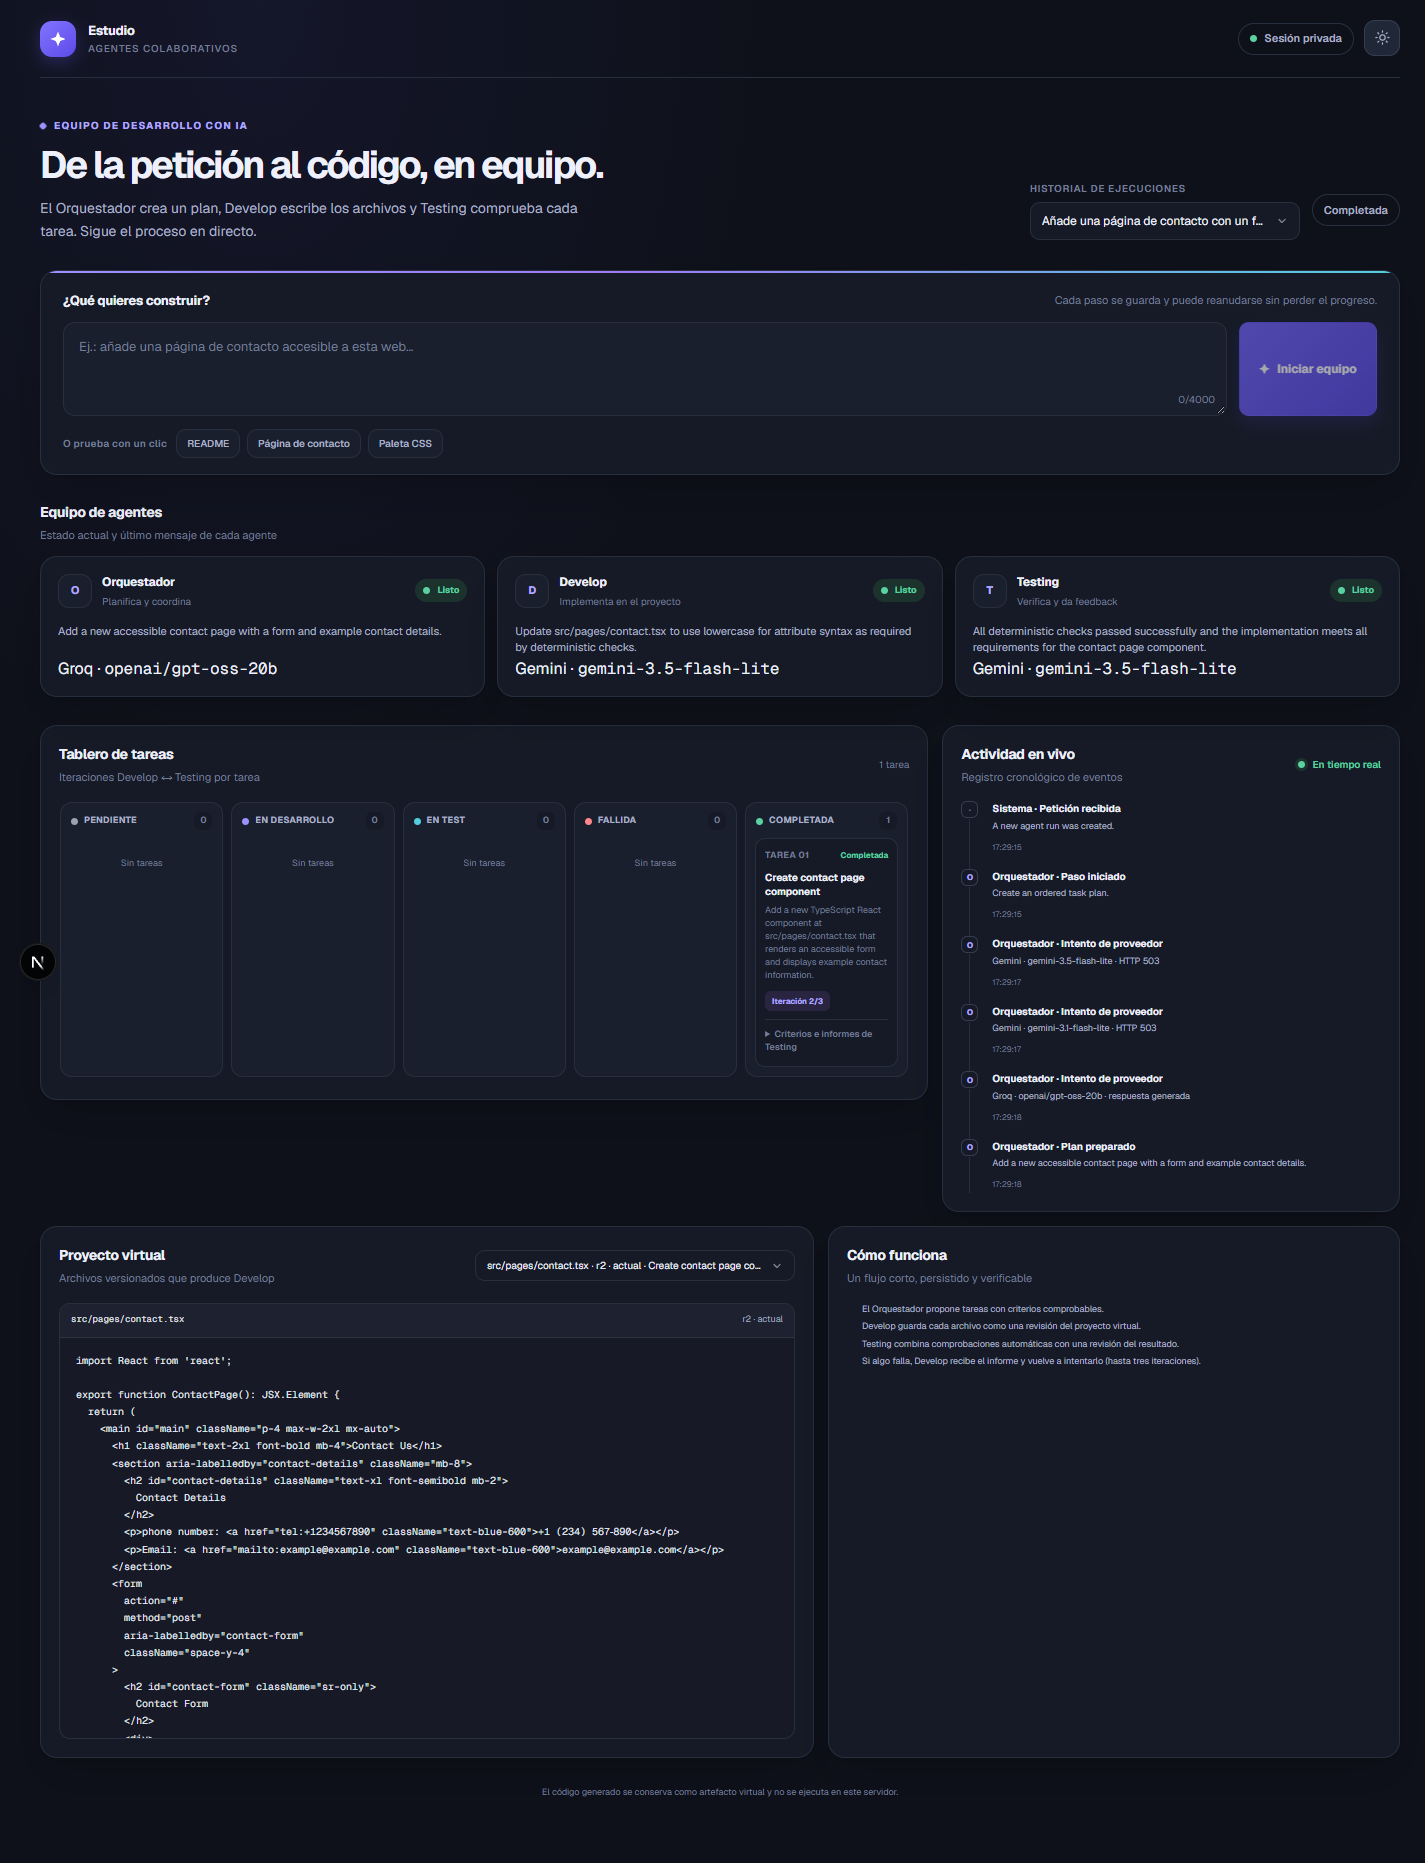 Estudio
AGENTES COLABORATIVOS
Sesión privada
EQUIPO DE DESARROLLO CON IA
De la petición al código, en equipo.
El Orquestador crea un plan, Develop escribe los archivos y Testing comprueba cada
tarea. Sigue el proceso en directo.
HISTORIAL DE EJECUCIONES
Añade una página de contacto con un f...
Completada
¿Qué quieres construir?
Cada paso se guarda y puede reanudarse sin perder el progreso.
Ej.: añade una página de contacto accesible a esta web...
0/4000
Iniciar equipo
O prueba con un clic
README
Página de contacto
Paleta CSS
Equipo de agentes
Estado actual y último mensaje de cada agente
O
Orquestador
Planifica y coordina
Listo
Add a new accessible contact page with a form and example contact details.
Groq · openai/gpt-oss-20b
D
Develop
Implementa en el proyecto
Listo
Update src/pages/contact.tsx to use lowercase for attribute syntax as required
by deterministic checks.
Gemini · gemini-3.5-flash-lite
T
Testing
Verifica y da feedback
Listo
All deterministic checks passed successfully and the implementation meets all
requirements for the contact page component.
Gemini · gemini-3.5-flash-lite
Tablero de tareas
Iteraciones Develop ↔ Testing por tarea
1 tarea
PENDIENTE 0
Sin tareas
EN DESARROLLO 0
Sin tareas
EN TEST 0
Sin tareas
FALLIDA 0
Sin tareas
COMPLETADA 1
TAREA 01 Completada
Create contact page
component
Add a new TypeScript React
component at
src/pages/contact.tsx that
renders an accessible form
and displays example contact
information.
Iteración 2/3
▶ Criterios e informes de
Testing
N
Actividad en vivo
Registro cronológico de eventos
En tiempo real
·
Sistema · Petición recibida
A new agent run was created.
17:29:15
O
Orquestador · Paso iniciado
Create an ordered task plan.
17:29:15
O
Orquestador · Intento de proveedor
Gemini · gemini-3.5-flash-lite · HTTP 503
17:29:17
O
Orquestador · Intento de proveedor
Gemini · gemini-3.1-flash-lite · HTTP 503
17:29:17
O
Orquestador · Intento de proveedor
Groq · openai/gpt-oss-20b · respuesta generada
17:29:18
O
Orquestador · Plan preparado
Add a new accessible contact page with a form and example contact details.
17:29:18
Proyecto virtual
Archivos versionados que produce Develop
src/pages/contact.tsx · r2 · actual · Create contact page co...
src/pages/contact.tsx
r2 · actual
import React from 'react';
export function ContactPage(): JSX.Element {
return (
<main id="main" className="p-4 max-w-2xl mx-auto">
<h1 className="text-2xl font-bold mb-4">Contact Us</h1>
<section aria-labelledby="contact-details" className="mb-8">
<h2 id="contact-details" className="text-xl font-semibold mb-2">
Contact Details
</h2>
<p>phone number: <a href="tel:+1234567890" className="text-blue-600">+1 (234) 567-890</a></p>
<p>Email: <a href="mailto:example@example.com" className="text-blue-600">example@example.com</a></p>
</section>
<form
action="#"
method="post"
aria-labelledby="contact-form"
className="space-y-4"
>
<h2 id="contact-form" className="sr-only">
Contact Form
</h2>
<div>
Cómo funciona
Un flujo corto, persistido y verificable
El Orquestador propone tareas con criterios comprobables.
Develop guarda cada archivo como una revisión del proyecto virtual.
Testing combina comprobaciones automáticas con una revisión del resultado.
Si algo falla, Develop recibe el informe y vuelve a intentarlo (hasta tres iteraciones).
El código generado se conserva como artefacto virtual y no se ejecuta en este servidor.